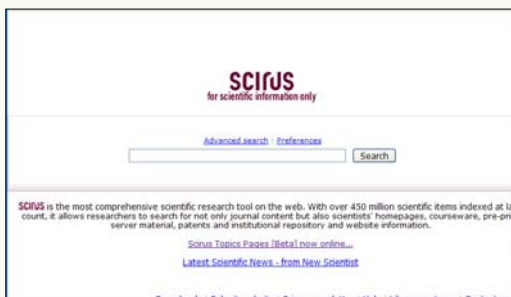 SCIRUS
for scientific information only
Advanced search | Preferences
Search
SCIRUS is the most comprehensive scientific research tool on the web. With over 450 million scientific items indexed at la
count, it allows researchers to search for not only journal content but also scientists' homepages, courseware, pre-pri
server material, patents and institutional repository and website information.
Scirus Topics Pages [Beta] now online...
Latest Scientific News - from New Scientist